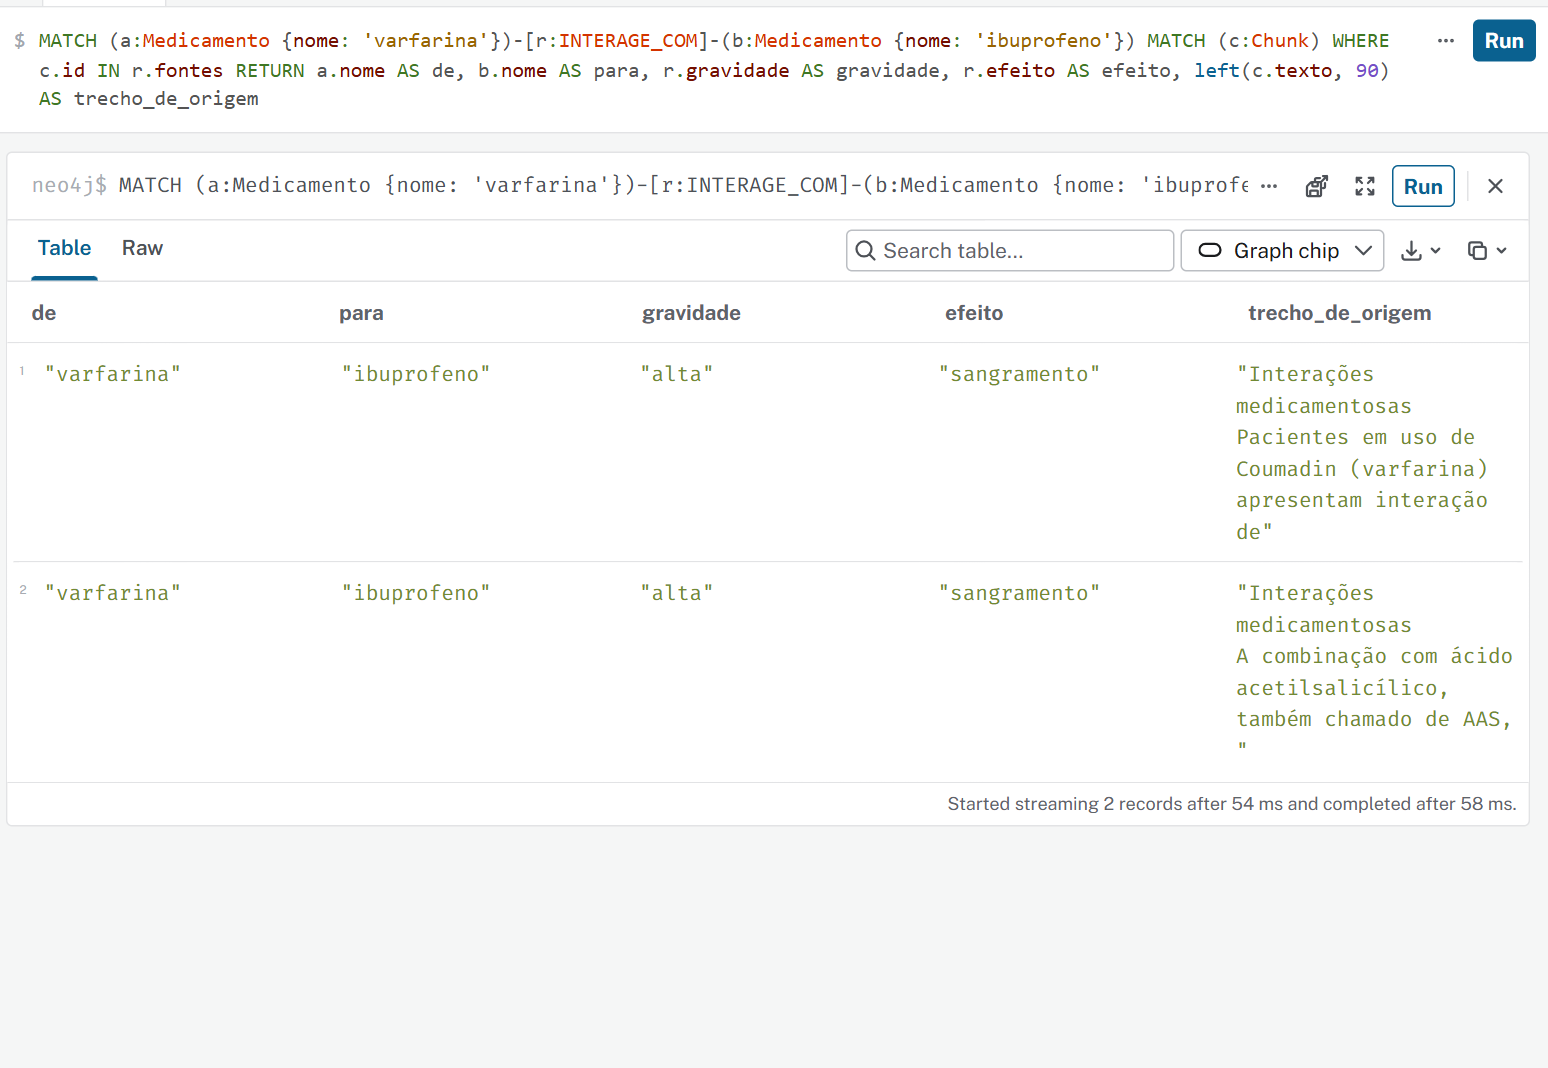 $ MATCH (a:Medicamento {nome: 'varfarina'})-[r:INTERAGE_COM]-(b:Medicamento {nome: 'ibuprofeno'}) MATCH (c:Chunk) WHERE
c.id IN r.fontes RETURN a.nome AS de, b.nome AS para, r.gravidade AS gravidade, r.efeito AS efeito, left(c.texto, 90)
AS trecho_de_origem
Run
neo4j$ MATCH (a:Medicamento {nome: 'varfarina'})-[r:INTERAGE_COM]-(b:Medicamento {nome: 'ibuprofe
Run
Table Raw
Search table...
Graph chip
de para gravidade efeito trecho_de_origem
1 "varfarina" "ibuprofeno" "alta" "sangramento" "Interações
medicamentosas
Pacientes em uso de
Coumadin (varfarina)
apresentam interação
de"
2 "varfarina" "ibuprofeno" "alta" "sangramento" "Interações
medicamentosas
A combinação com ácido
acetilsalicílico,
também chamado de AAS,
"
Started streaming 2 records after 54 ms and completed after 58 ms.